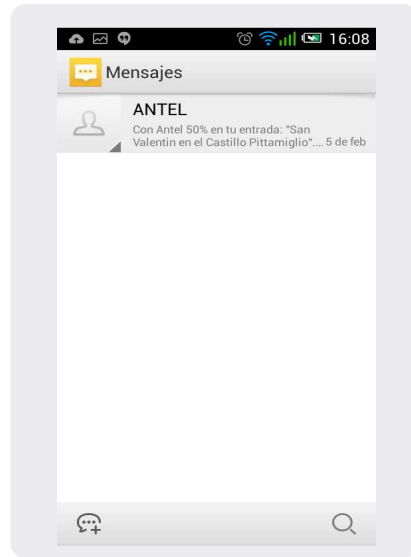 16:08
Mensajes
ANTEL
Con Antel 50% en tu entrada: "San
Valentin en el Castillo Pittamiglio".... 5 de feb